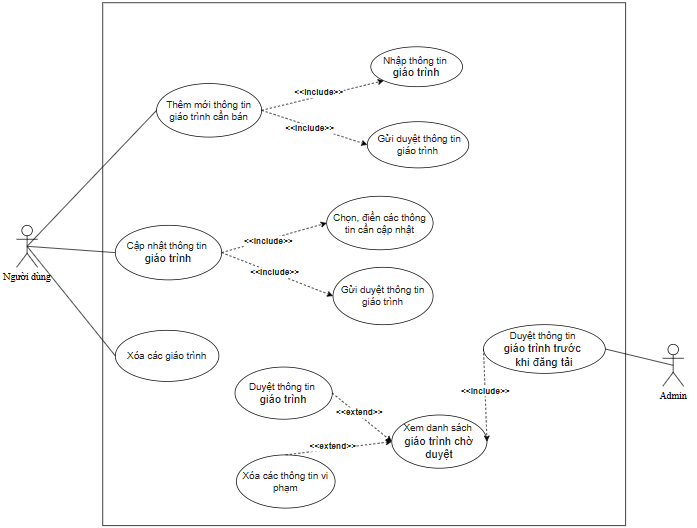 Nhập thông tin
giáo trình
<<include>>
Thêm mới thông tin
giáo trình cần bán
<<include>>
Gửi duyệt thông tin
giáo trình
Chọn, điền các thông
tin cần cập nhật
<<include>>
Cập nhật thông tin
giáo trình
<<include>>
Người dùng
Gửi duyệt thông tin
giáo trình
Duyệt thông tin
giáo trình trước
khi đăng tải
Xóa các giáo trình
<<include>>
Admin
Duyệt thông tin
giáo trình
<<extend>>
Xem danh sách
giáo trình chờ
duyệt
<<extend>>
Xóa các thông tin vi
phạm